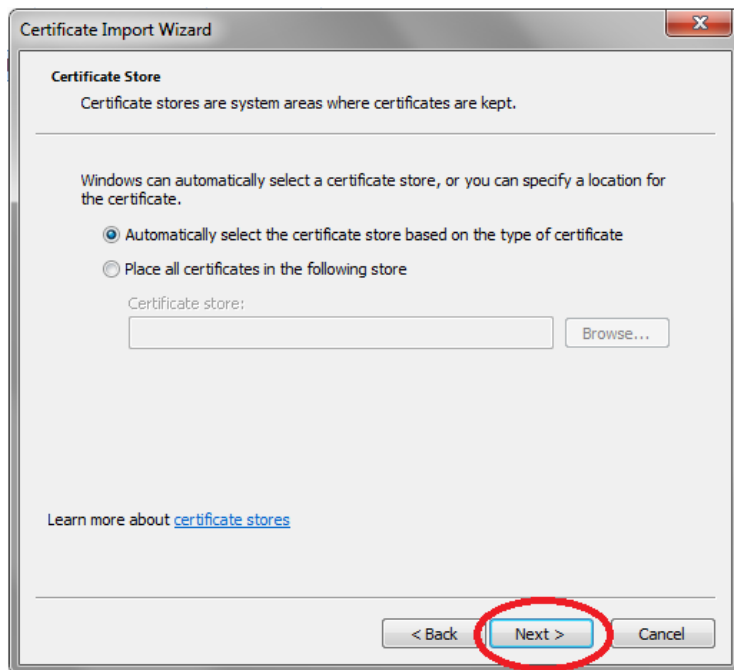 Certificate Import Wizard
Certificate Store
Certificate stores are system areas where certificates are kept.
Windows can automatically select a certificate store, or you can specify a location for
the certificate.
Automatically select the certificate store based on the type of certificate
Place all certificates in the following store
Certificate store:
Browse...
Learn more about certificate stores
< Back Next > Cancel